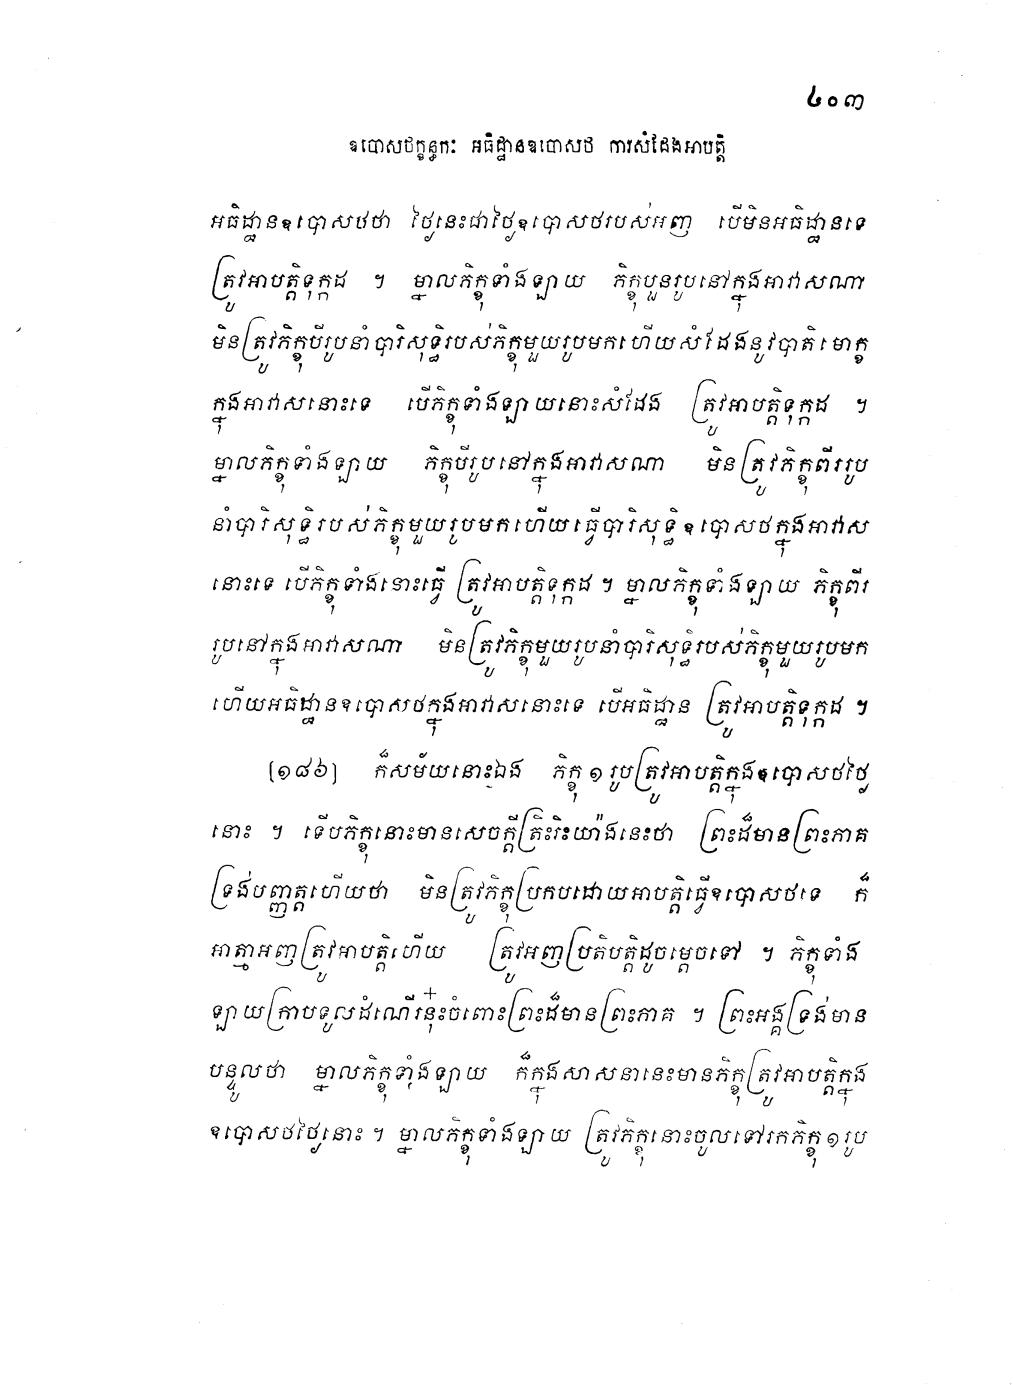 ៤០៣
ឧបោសថក្ខន្ធកៈ អធិដ្ឋានឧបោសថ ការសំដែងអាបត្តិ
អធិដ្ឋានឧបោសថថា ថ្ងៃនេះជាថ្ងៃឧបោសថរបស់អញ បើមិនអធិដ្ឋានទេ
ត្រូវអាបត្តិទុក្កដ ។ ម្នាលភិក្ខុទាំងឡាយ ភិក្ខុបួនរូបនៅក្នុងអាវាសណា
មិនត្រូវភិក្ខុបីរូបនាំបារិសុទ្ធិរបស់ភិក្ខុមួយរូបមកហើយសំដែងនូវបាតិមោក្ខ
ក្នុងអាវាសនោះទេ បើភិក្ខុទាំងឡាយនោះសំដែង ត្រូវអាបត្តិទុក្កដ ។
ម្នាលភិក្ខុទាំងឡាយ ភិក្ខុបីរូបនៅក្នុងអាវាសណា មិនត្រូវភិក្ខុពីររូប
នាំបារិសុទ្ធិរបស់ភិក្ខុមួយរូបមកហើយធ្វើបារិសុទ្ធិឧបោសថក្នុងអាវាស
នោះទេ បើភិក្ខុទាំងនោះធ្វើ ត្រូវអាបត្តិទុក្កដ ។ ម្នាលភិក្ខុទាំងឡាយ ភិក្ខុពីរ
រូបនៅក្នុងអាវាសណា មិនត្រូវភិក្ខុមួយរូបនាំបារិសុទ្ធិរបស់ភិក្ខុមួយរូបមក
ហើយអធិដ្ឋានឧបោសថក្នុងអាវាសនោះទេ បើអធិដ្ឋាន ត្រូវអាបត្តិទុក្កដ ។
(១៨៦) ក៏សម័យនោះឯង ភិក្ខុ ១ រូបត្រូវអាបត្តិក្នុងឧបោសថថ្ងៃ
នោះ ។ ទើបភិក្ខុនោះមានសេចក្តីត្រិះរិះយ៉ាងនេះថា ព្រះដ៏មានព្រះភាគ
ទ្រង់បញ្ញត្តហើយថា មិនត្រូវភិក្ខុប្រកបដោយអាបត្តិធ្វើឧបោសថទេ ក៏
អាត្មាអញត្រូវអាបត្តិហើយ ត្រូវអញប្រតិបត្តិដូចម្តេចទៅ ។ ភិក្ខុទាំង
ឡាយក្រាបទូលដំណើរនុ៎ះចំពោះព្រះដ៏មានព្រះភាគ ។ ព្រះអង្គទ្រង់មាន
បន្ទូលថា ម្នាលភិក្ខុទាំងឡាយ ក៏ក្នុងសាសនានេះមានភិក្ខុត្រូវអាបត្តិក្នុង
ឧបោសថថ្ងៃនោះ ។ ម្នាលភិក្ខុទាំងឡាយ ត្រូវភិក្ខុនោះចូលទៅរកភិក្ខុ ១ រូប